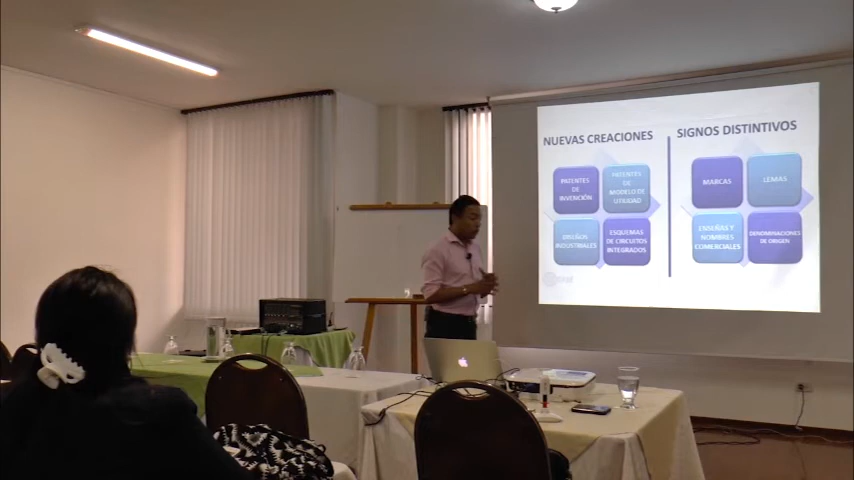 NUEVAS CREACIONES
PATENTES
DE
INVENCIÓN
PATENTES
DE
MODELO DE
UTILIDAD
DISEÑOS
INDUSTRIALES
ESQUEMAS
DE CIRCUITOS
INTEGRADOS
SIGNOS DISTINTIVOS
MARCAS
LEMAS
ENSEÑAS Y
NOMBRES
COMERCIALES
DENOMINACIONES
DE ORIGEN